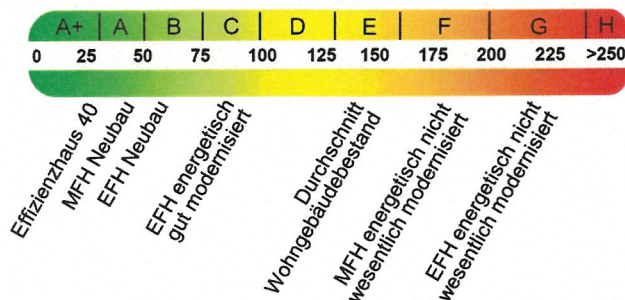 A+ A B C D E F G H
0 25 50 75 100 125 150 175 200 225 >250
Effizienzhaus 40
MFH Neubau
EFH Neubau
EFH energetisch
gut modernisiert
Durchschnitt
Wohngebäudebestand
MFH energetisch nicht
wesentlich modernisiert
EFH energetisch nicht
wesentlich modernisiert